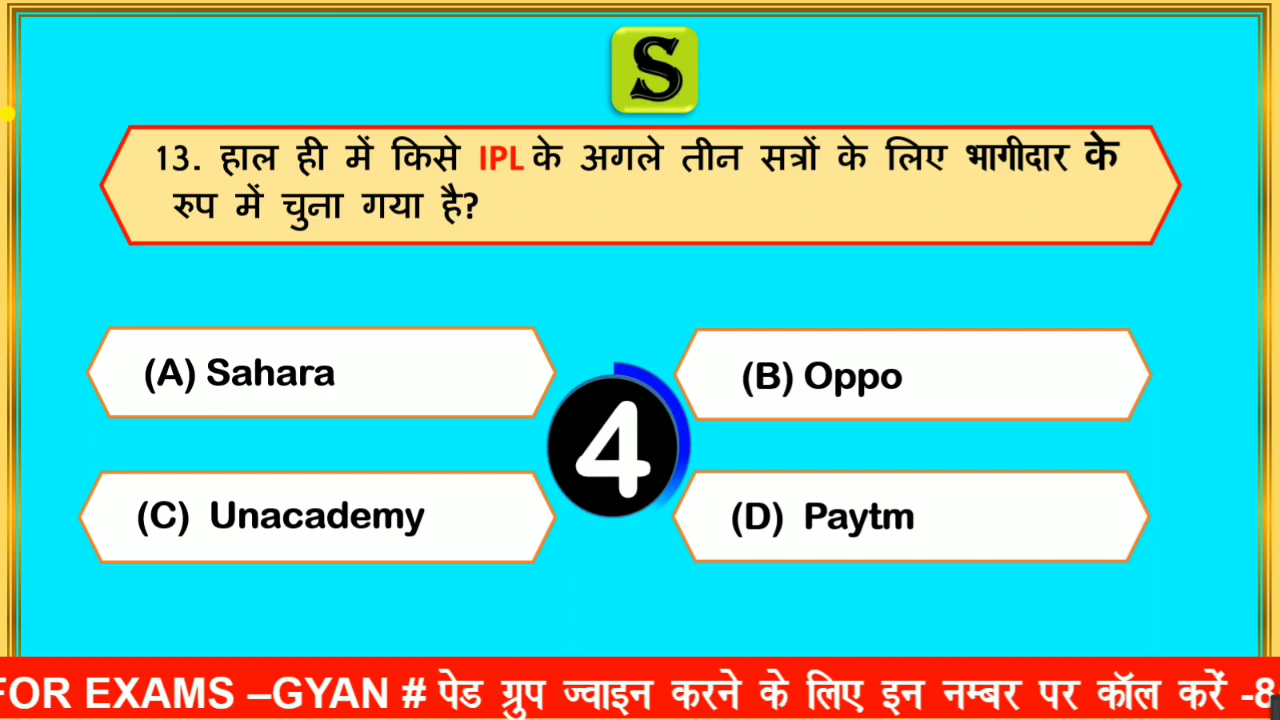 S
13. हाल ही में किसे IPL के अगले तीन सत्रों के लिए भागीदार के
रुप में चुना गया है?
(A) Sahara
(B) Oppo
4
(C) Unacademy
(D) Paytm
FOR EXAMS –GYAN # पेड ग्रुप ज्वाइन करने के लिए इन नम्बर पर कॉल करें -8